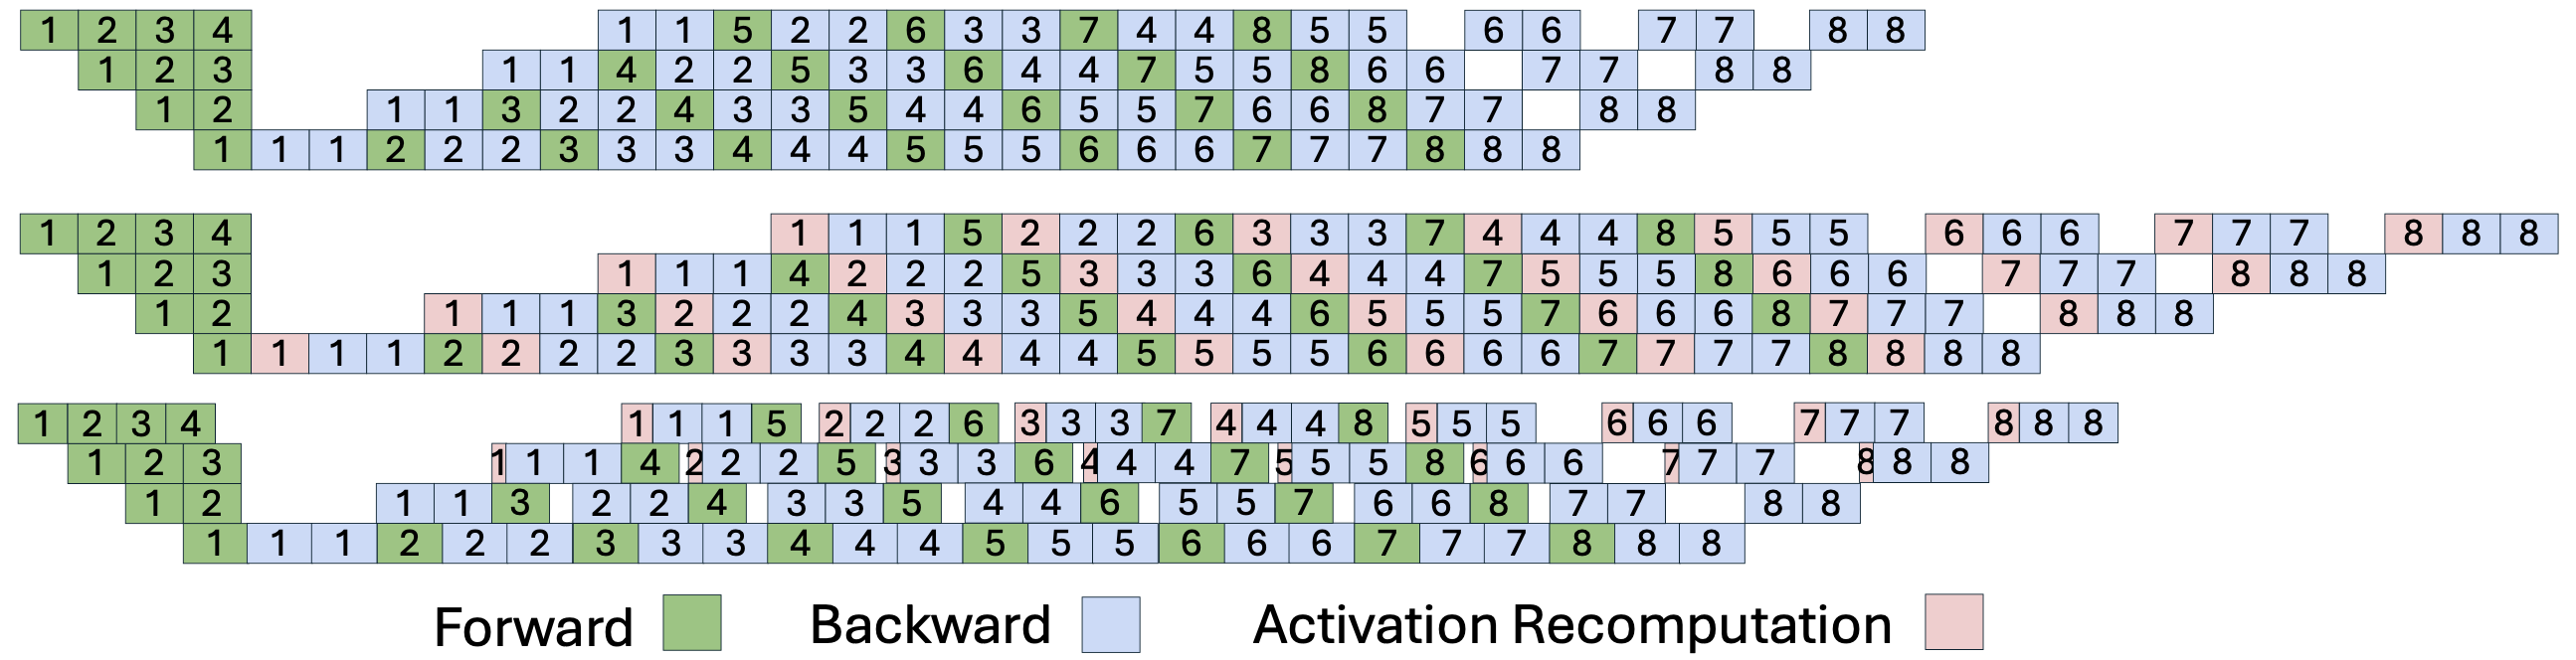 1 2 3 4 1 1 5 2 2 6 3 3 7 4 4 8 5 5 6 6 7 7 8 8
1 2 3 1 1 4 2 2 5 3 3 6 4 4 7 5 5 8 6 6 7 7 8 8
1 2 1 1 3 2 2 4 3 3 5 4 4 6 5 5 7 6 6 8 7 7 8 8
1 1 1 2 2 2 3 3 3 4 4 4 5 5 5 6 6 6 7 7 7 8 8 8
1 2 3 4 1 1 1 5 2 2 2 6 3 3 3 7 4 4 4 8 5 5 5 6 6 6 7 7 7 8 8 8
1 2 3 1 1 1 4 2 2 2 5 3 3 3 6 4 4 4 7 5 5 5 8 6 6 6 7 7 7 8 8 8
1 2 1 1 1 3 2 2 2 4 3 3 3 5 4 4 4 6 5 5 5 7 6 6 6 8 7 7 7 8 8 8
1 1 1 1 2 2 2 2 3 3 3 3 4 4 4 4 5 5 5 5 6 6 6 6 7 7 7 7 8 8 8 8
1 2 3 4 1 1 1 5 2 2 2 6 3 3 3 7 4 4 4 8 5 5 5 6 6 6 7 7 7 8 8 8
1 2 3 1 1 1 4 2 2 2 5 3 3 3 6 4 4 4 7 5 5 5 8 6 6 6 7 7 7 8 8 8
1 2 1 1 3 2 2 4 3 3 5 4 4 6 5 5 7 6 6 8 7 7 8 8
1 1 1 2 2 2 3 3 3 4 4 4 5 5 5 6 6 6 7 7 7 8 8 8
Forward Backward Activation Recomputation